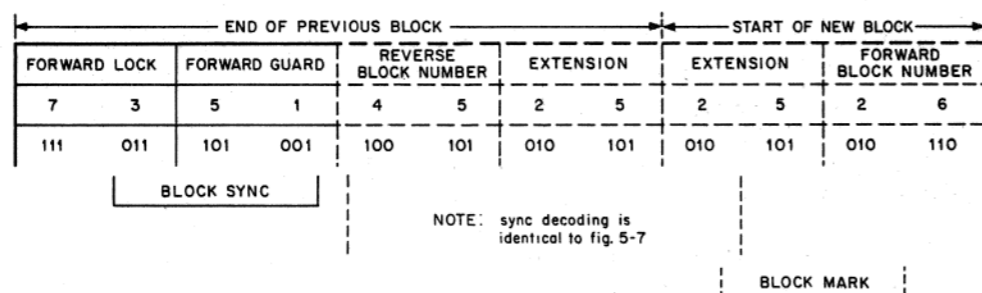 END OF PREVIOUS BLOCK START OF NEW BLOCK
FORWARD LOCK FORWARD GUARD REVERSE BLOCK NUMBER EXTENSION EXTENSION FORWARD BLOCK NUMBER
7 3 5 1 4 5 2 5 2 5 2 6
111 011 101 001 100 101 010 101 010 101 010 110
BLOCK SYNC
NOTE: sync decoding is
identical to fig. 5-7
BLOCK MARK